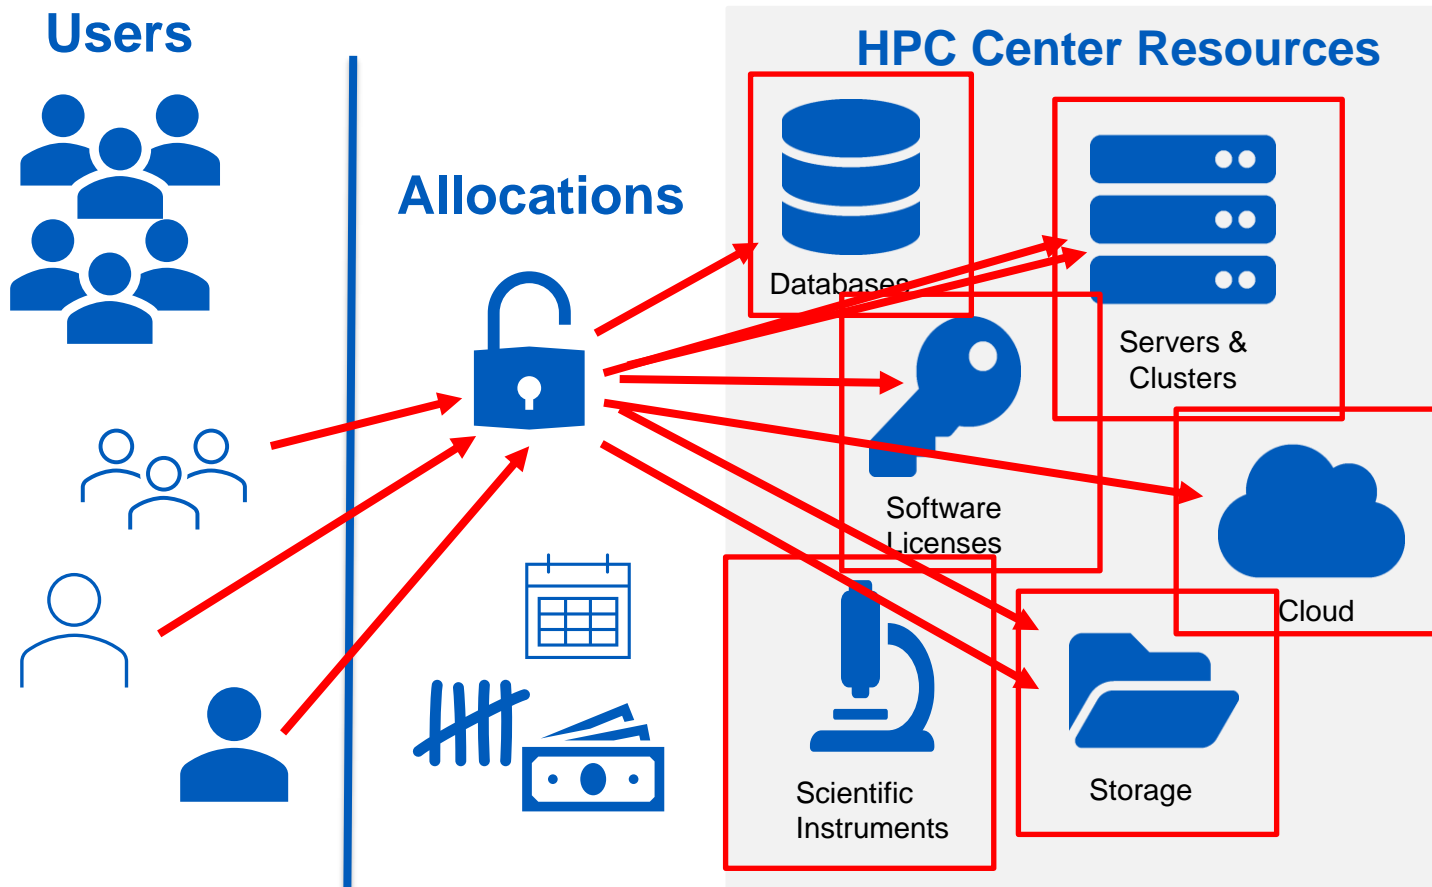 Users
HPC Center Resources
Allocations
Databases
Servers &
Clusters
Software
Licenses
Cloud
Scientific
Instruments
Storage